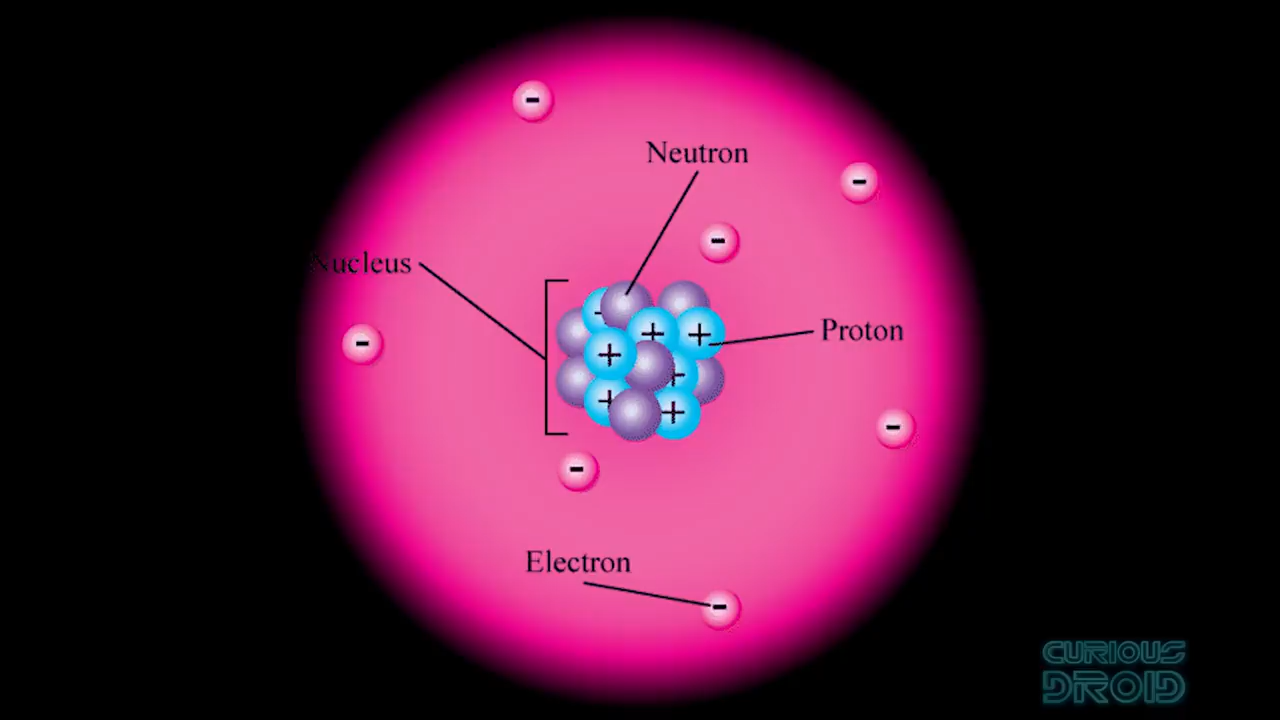 Neutron
Nucleus
Proton
Electron
-
-
-
-
-
-
-
+
+
+
+
+
+
CURIOUS
DROID